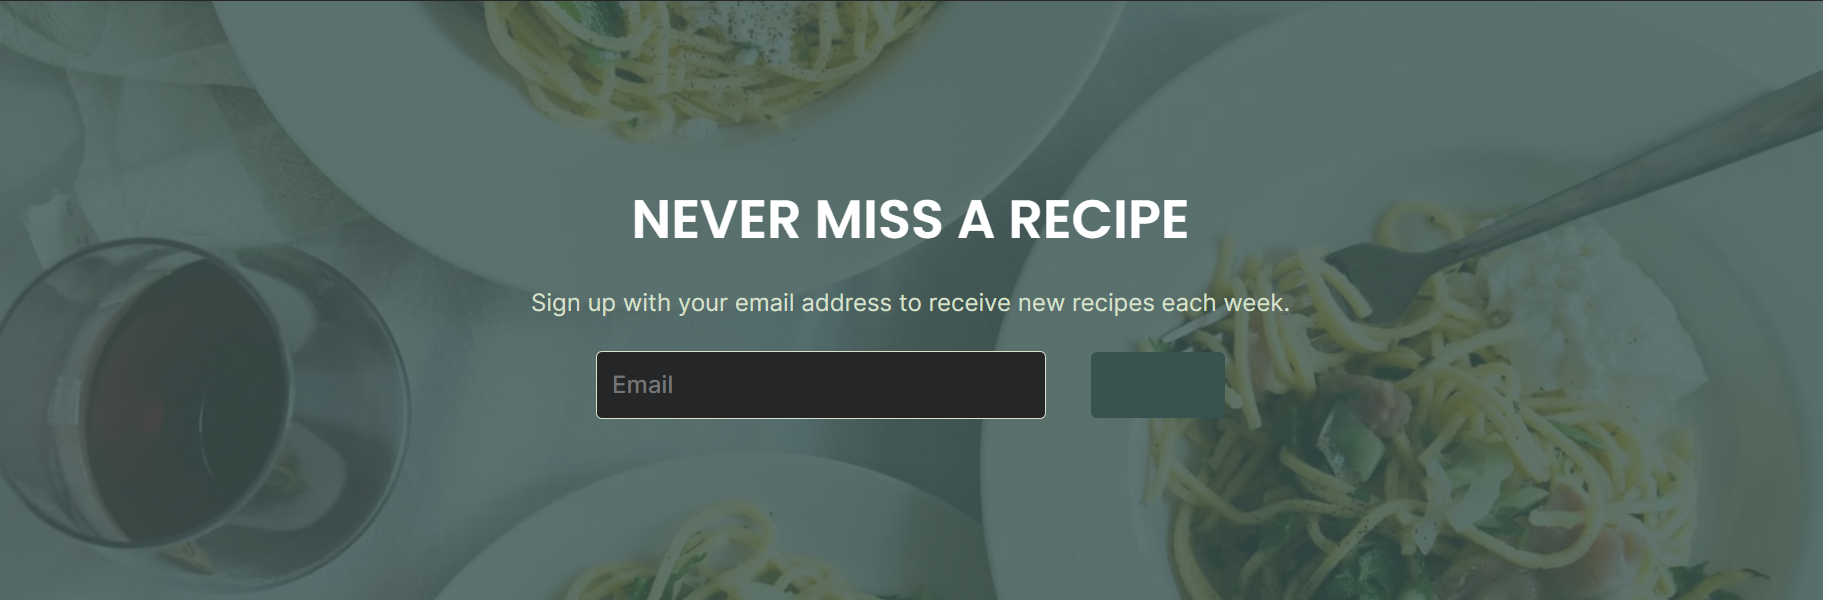 NEVER MISS A RECIPE
Sign up with your email address to receive new recipes each week.
Email